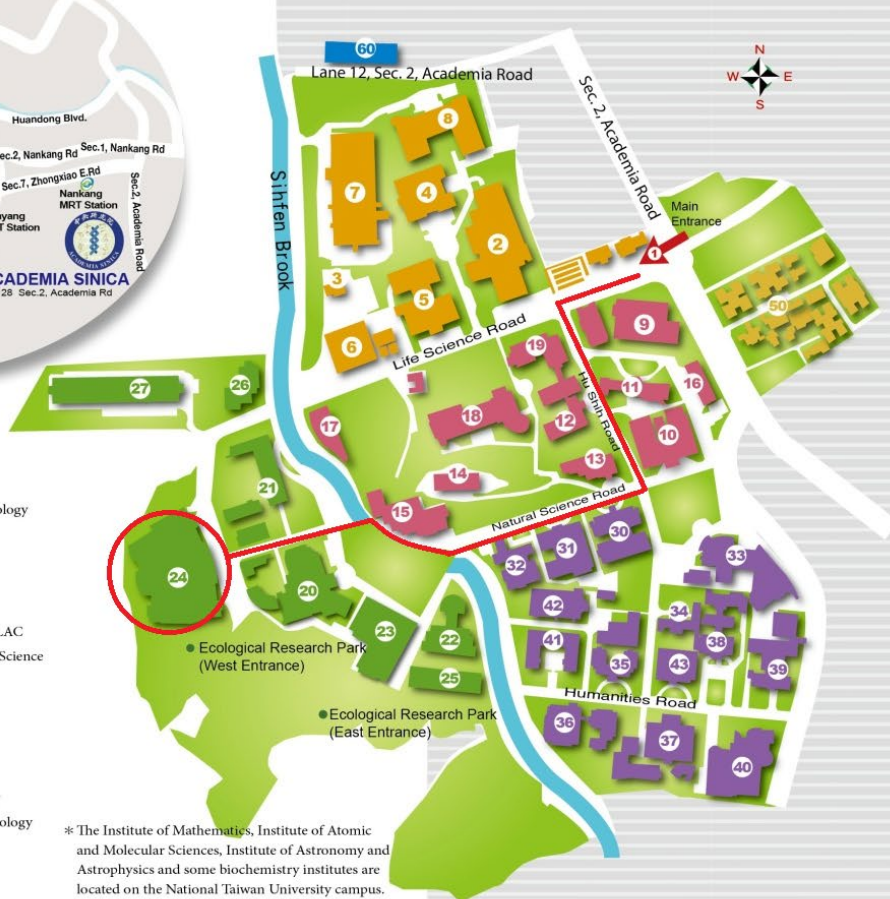 60
Lane 12, Sec. 2, Academia Road
N
W E
S
Huandong Blvd.
Sec.2, Nankang Rd
Sec.1, Nankang Rd
Sec.7, Zhongxiao E.Rd
Nankang
MRT Station
Station
Sec.2, Academia Road
ACADEMIA SINICA
28 Sec.2, Academia Rd
Sec. 2, Academia Road
Sihfen Brook
8
7
4
2
Main
Entrance
1
3
5
6
Life Science Road
9
50
19
11
16
Hu Shih Road
27
26
17
18
12
10
13
14
21
15
Natural Science Road
30
31
32
33
24
20
42
34
38
23
22
41
35
43
39
25
Ecological Research Park
(West Entrance)
Humanities Road
Ecological Research Park
(East Entrance)
36
37
40
ology
LAC
Science
ology
* The Institute of Mathematics, Institute of Atomic
and Molecular Sciences, Institute of Astronomy and
Astrophysics and some biochemistry institutes are
located on the National Taiwan University campus.